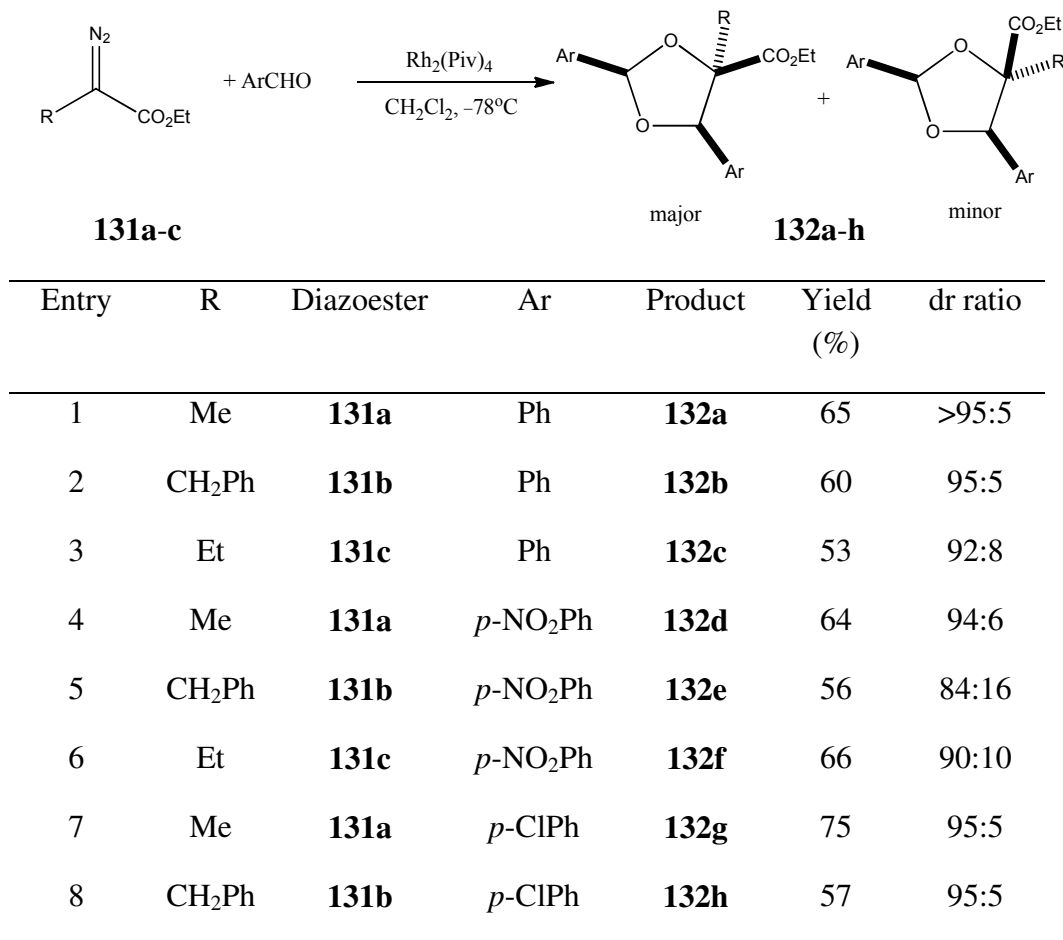 N₂
R
CO₂Et
+ ArCHO
Rh₂(Piv)₄
CH₂Cl₂, –78°C
Ar
O
R
CO₂Et
O
Ar
major
+
Ar
O
CO₂Et
R
O
Ar
minor
131a-c
132a-h
Entry R Diazoester Ar Product Yield (%) dr ratio
1 Me 131a Ph 132a 65 >95:5
2 CH₂Ph 131b Ph 132b 60 95:5
3 Et 131c Ph 132c 53 92:8
4 Me 131a p-NO₂Ph 132d 64 94:6
5 CH₂Ph 131b p-NO₂Ph 132e 56 84:16
6 Et 131c p-NO₂Ph 132f 66 90:10
7 Me 131a p-ClPh 132g 75 95:5
8 CH₂Ph 131b p-ClPh 132h 57 95:5